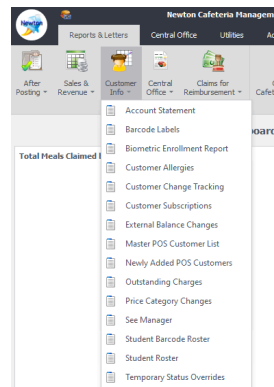 Newton
Newton Cafeteria Manage
Reports & Letters Central Office Utilities
After Posting
Sales & Revenue
Customer Info
Central Office
Claims for Reimbursement
Total Meals Claimed
Account Statement
Barcode Labels
Biometric Enrollment Report
Customer Allergies
Customer Change Tracking
Customer Subscriptions
External Balance Changes
Master POS Customer List
Newly Added POS Customers
Outstanding Charges
Price Category Changes
See Manager
Student Barcode Roster
Student Roster
Temporary Status Overrides